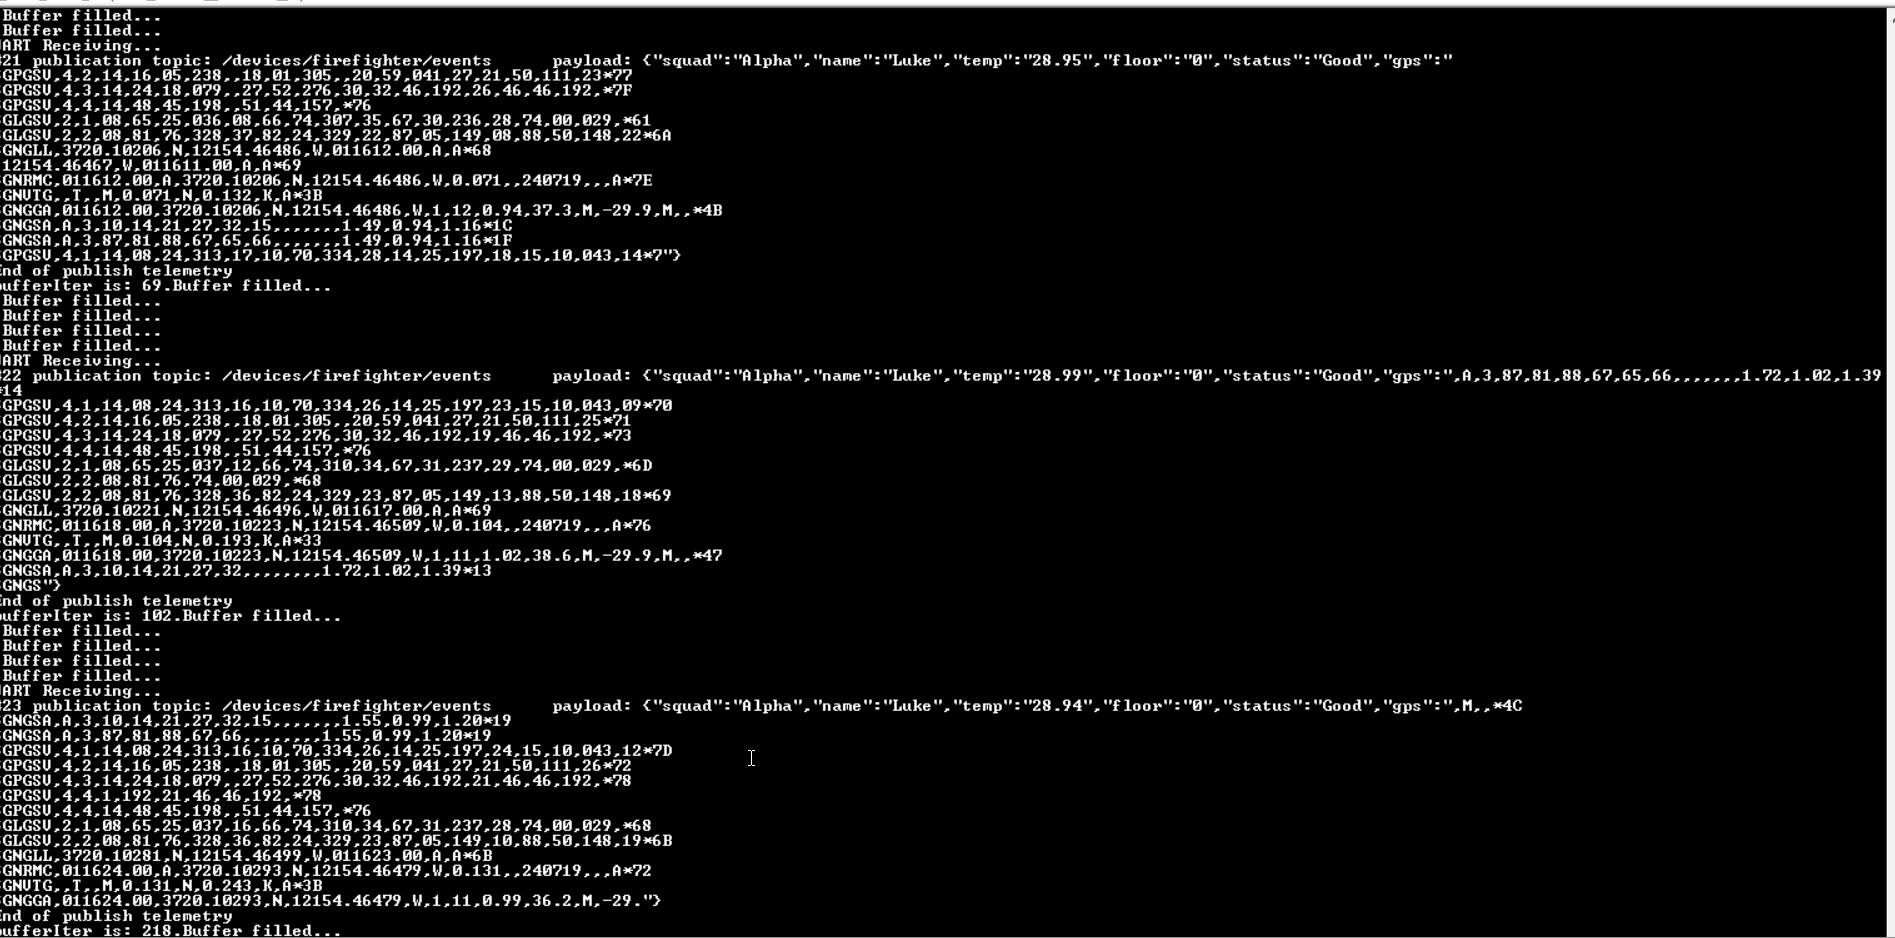 Buffer filled...
Buffer filled...
ART Receiving...
#21 publication topic: /devices/firefighter/events payload: {"squad":"Alpha","name":"Luke","temp":"28.95","floor":"0","status":"Good","gps":"
GPGSV,4,2,14,16,05,238,,18,01,305,,20,59,041,27,21,50,111,23*77
GPGSV,4,3,14,24,18,079,,27,52,276,30,32,46,192,26,46,46,192,*7F
GPGSV,4,4,14,48,45,198,,51,44,157,*76
GLGSV,2,1,08,65,25,036,08,66,74,307,35,67,30,236,28,74,00,029,*61
GLGSV,2,2,08,81,76,328,37,82,24,329,22,87,05,149,08,88,50,148,22*6A
GNGLL,3720.10206,N,12154.46486,W,011612.00,A,A*68
12154.46467,W,011611.00,A,A*69
GNRMC,011612.00,A,3720.10206,N,12154.46486,W,0.071,,240719,,,A*7E
GNVTG,,T,,M,0.071,N,0.132,K,A*3B
GNGGA,011612.00,3720.10206,N,12154.46486,W,1,12,0.94,37.3,M,-29.9,M,,*4B
GNGSA,A,3,10,14,21,27,32,15,,,,,,,1.49,0.94,1.16*1C
GNGSA,A,3,87,81,88,67,65,66,,,,,,,1.49,0.94,1.16*1F
GPGSV,4,1,14,08,24,313,17,10,70,334,28,14,25,197,18,15,10,043,14*7"}
End of publish telemetry
bufferIter is: 69.Buffer filled...
Buffer filled...
Buffer filled...
Buffer filled...
Buffer filled...
ART Receiving...
#22 publication topic: /devices/firefighter/events payload: {"squad":"Alpha","name":"Luke","temp":"28.99","floor":"0","status":"Good","gps":",A,3,87,81,88,67,65,66,,,,,,,1.72,1.02,1.39
*14
GPGSV,4,1,14,08,24,313,16,10,70,334,26,14,25,197,23,15,10,043,09*70
GPGSV,4,2,14,16,05,238,,18,01,305,,20,59,041,27,21,50,111,25*71
GPGSV,4,3,14,24,18,079,,27,52,276,30,32,46,192,19,46,46,192,*73
GPGSV,4,4,14,48,45,198,,51,44,157,*76
GLGSV,2,1,08,65,25,037,12,66,74,310,34,67,31,237,29,74,00,029,*6D
GLGSV,2,2,08,81,76,74,00,029,*68
GLGSV,2,2,08,81,76,328,36,82,24,329,23,87,05,149,13,88,50,148,18*69
GNGLL,3720.10221,N,12154.46496,W,011617.00,A,A*69
GNRMC,011618.00,A,3720.10223,N,12154.46509,W,0.104,,240719,,,A*76
GNVTG,,T,,M,0.104,N,0.193,K,A*33
GNGGA,011618.00,3720.10223,N,12154.46509,W,1,11,1.02,38.6,M,-29.9,M,,*47
GNGSA,A,3,10,14,21,27,32,,,,,,,,1.72,1.02,1.39*13
GNGS"}
End of publish telemetry
bufferIter is: 102.Buffer filled...
Buffer filled...
Buffer filled...
Buffer filled...
Buffer filled...
ART Receiving...
#23 publication topic: /devices/firefighter/events payload: {"squad":"Alpha","name":"Luke","temp":"28.94","floor":"0","status":"Good","gps":",M,,*4C
GNGSA,A,3,10,14,21,27,32,15,,,,,,,1.55,0.99,1.20*19
GNGSA,A,3,87,81,88,67,66,,,,,,,,1.55,0.99,1.20*19
GPGSV,4,1,14,08,24,313,16,10,70,334,26,14,25,197,24,15,10,043,12*7D
GPGSV,4,2,14,16,05,238,,18,01,305,,20,59,041,27,21,50,111,26*72
GPGSV,4,3,14,24,18,079,,27,52,276,30,32,46,192,21,46,46,192,*78
GPGSV,4,4,1,192,21,46,46,192,*78
GPGSV,4,4,14,48,45,198,,51,44,157,*76
GLGSV,2,1,08,65,25,037,16,66,74,310,34,67,31,237,28,74,00,029,*68
GLGSV,2,2,08,81,76,328,36,82,24,329,23,87,05,149,10,88,50,148,19*6B
GNGLL,3720.10281,N,12154.46499,W,011623.00,A,A*6B
GNRMC,011624.00,A,3720.10293,N,12154.46479,W,0.131,,240719,,,A*72
GNVTG,,T,,M,0.131,N,0.243,K,A*3B
GNGGA,011624.00,3720.10293,N,12154.46479,W,1,11,0.99,36.2,M,-29."}
End of publish telemetry
bufferIter is: 218.Buffer filled...